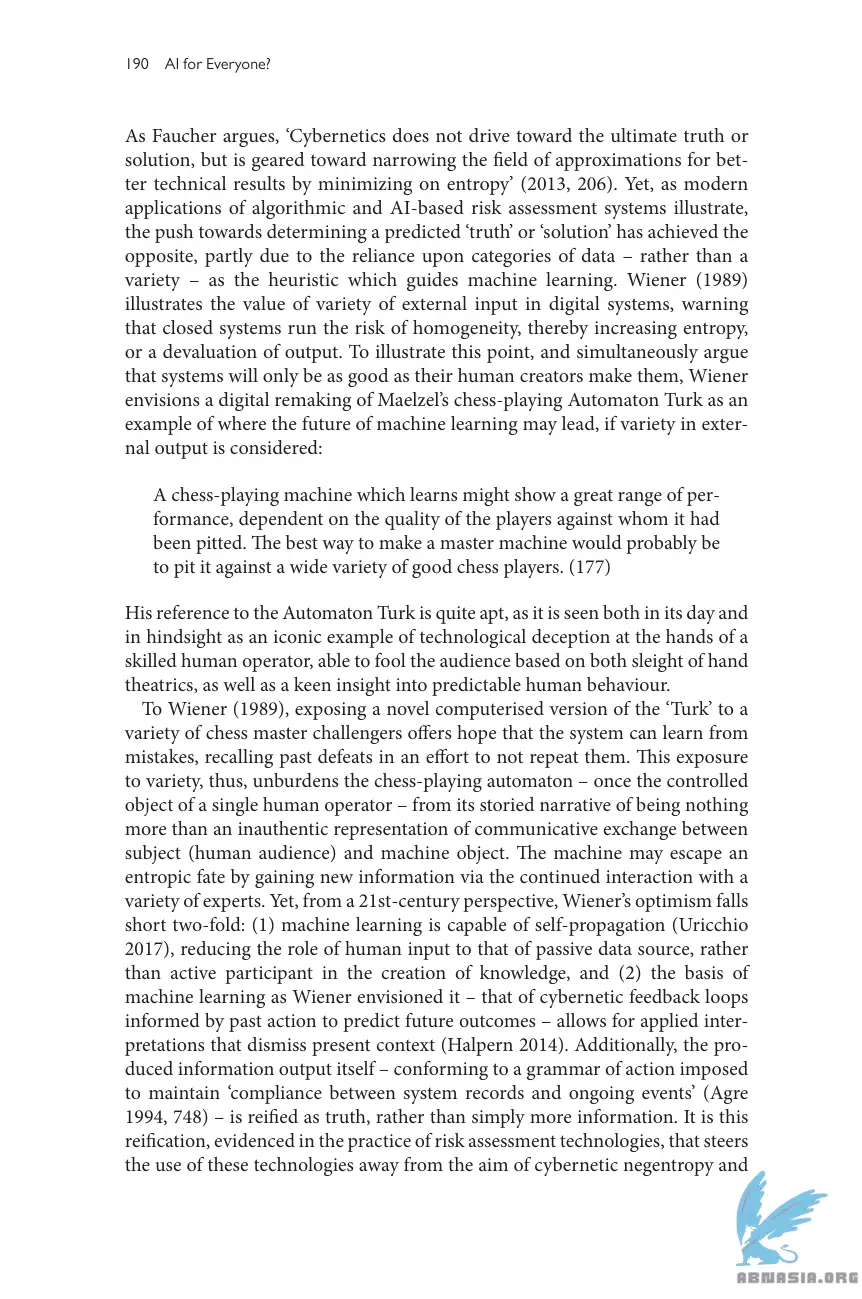 190 AI for Everyone?
As Faucher argues, ‘Cybernetics does not drive toward the ultimate truth or
solution, but is geared toward narrowing the field of approximations for bet-
ter technical results by minimizing on entropy’ (2013, 206). Yet, as modern
applications of algorithmic and AI-based risk assessment systems illustrate,
the push towards determining a predicted ‘truth’ or ‘solution’ has achieved the
opposite, partly due to the reliance upon categories of data – rather than a
variety – as the heuristic which guides machine learning. Wiener (1989)
illustrates the value of variety of external input in digital systems, warning
that closed systems run the risk of homogeneity, thereby increasing entropy,
or a devaluation of output. To illustrate this point, and simultaneously argue
that systems will only be as good as their human creators make them, Wiener
envisions a digital remaking of Maelzel’s chess-playing Automaton Turk as an
example of where the future of machine learning may lead, if variety in exter-
nal output is considered:
A chess-playing machine which learns might show a great range of per-
formance, dependent on the quality of the players against whom it had
been pitted. The best way to make a master machine would probably be
to pit it against a wide variety of good chess players. (177)
His reference to the Automaton Turk is quite apt, as it is seen both in its day and
in hindsight as an iconic example of technological deception at the hands of a
skilled human operator, able to fool the audience based on both sleight of hand
theatrics, as well as a keen insight into predictable human behaviour.
To Wiener (1989), exposing a novel computerised version of the ‘Turk’ to a
variety of chess master challengers offers hope that the system can learn from
mistakes, recalling past defeats in an effort to not repeat them. This exposure
to variety, thus, unburdens the chess-playing automaton – once the controlled
object of a single human operator – from its storied narrative of being nothing
more than an inauthentic representation of communicative exchange between
subject (human audience) and machine object. The machine may escape an
entropic fate by gaining new information via the continued interaction with a
variety of experts. Yet, from a 21st-century perspective, Wiener’s optimism falls
short two-fold: (1) machine learning is capable of self-propagation (Uricchio
2017), reducing the role of human input to that of passive data source, rather
than active participant in the creation of knowledge, and (2) the basis of
machine learning as Wiener envisioned it – that of cybernetic feedback loops
informed by past action to predict future outcomes – allows for applied inter-
pretations that dismiss present context (Halpern 2014). Additionally, the pro-
duced information output itself – conforming to a grammar of action imposed
to maintain ‘compliance between system records and ongoing events’ (Agre
1994, 748) – is reified as truth, rather than simply more information. It is this
reification, evidenced in the practice of risk assessment technologies, that steers
the use of these technologies away from the aim of cybernetic negentropy and
ABNASIA.ORG